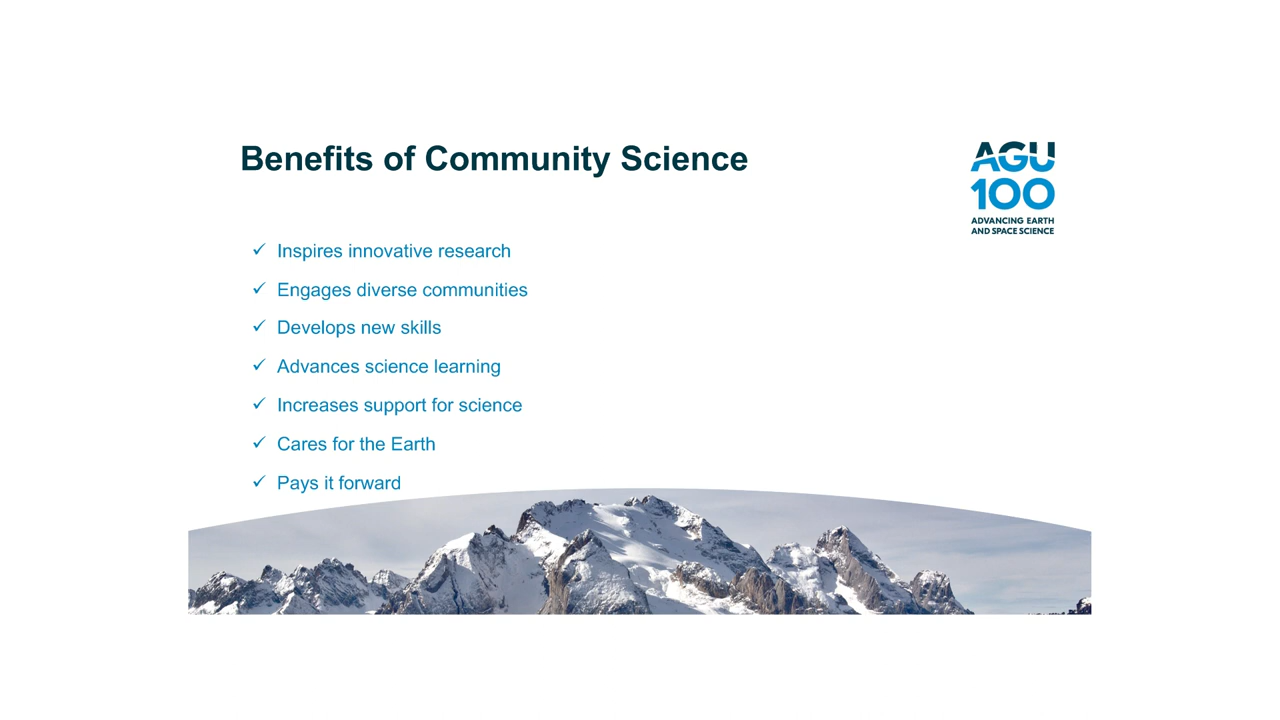 Benefits of Community Science
AGU
100
ADVANCING EARTH
AND SPACE SCIENCE
✓ Inspires innovative research
✓ Engages diverse communities
✓ Develops new skills
✓ Advances science learning
✓ Increases support for science
✓ Cares for the Earth
✓ Pays it forward